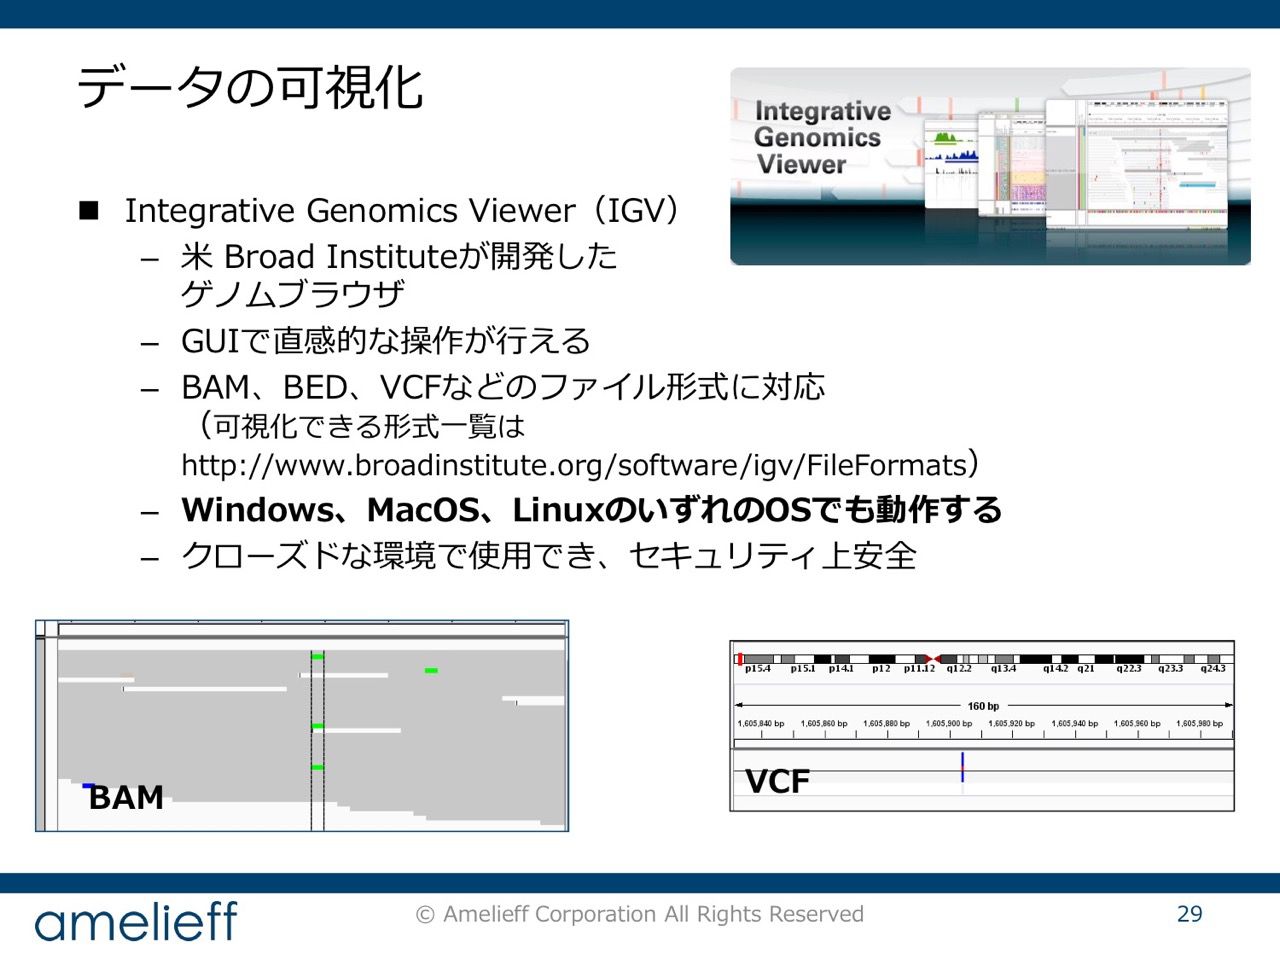 データの可視化
Integrative
Genomics
Viewer
■ Integrative Genomics Viewer（IGV）
– 米 Broad Instituteが開発した
ゲノムブラウザ
– GUIで直感的な操作が行える
– BAM、BED、VCFなどのファイル形式に対応
（可視化できる形式一覧は
http://www.broadinstitute.org/software/igv/FileFormats）
– Windows、MacOS、LinuxのいずれのOSでも動作する
– クローズドな環境で使用でき、セキュリティ上安全
BAM
p15.4 p15.1 p14.1 p12 p11.12 q12.2 q13.4 q14.2 q21 q22.3 q23.3 q24.3
160 bp
1,605,840 bp 1,605,860 bp 1,605,880 bp 1,605,900 bp 1,605,920 bp 1,605,940 bp 1,605,960 bp 1,605,980 bp
VCF
amelieff
© Amelieff Corporation All Rights Reserved
29